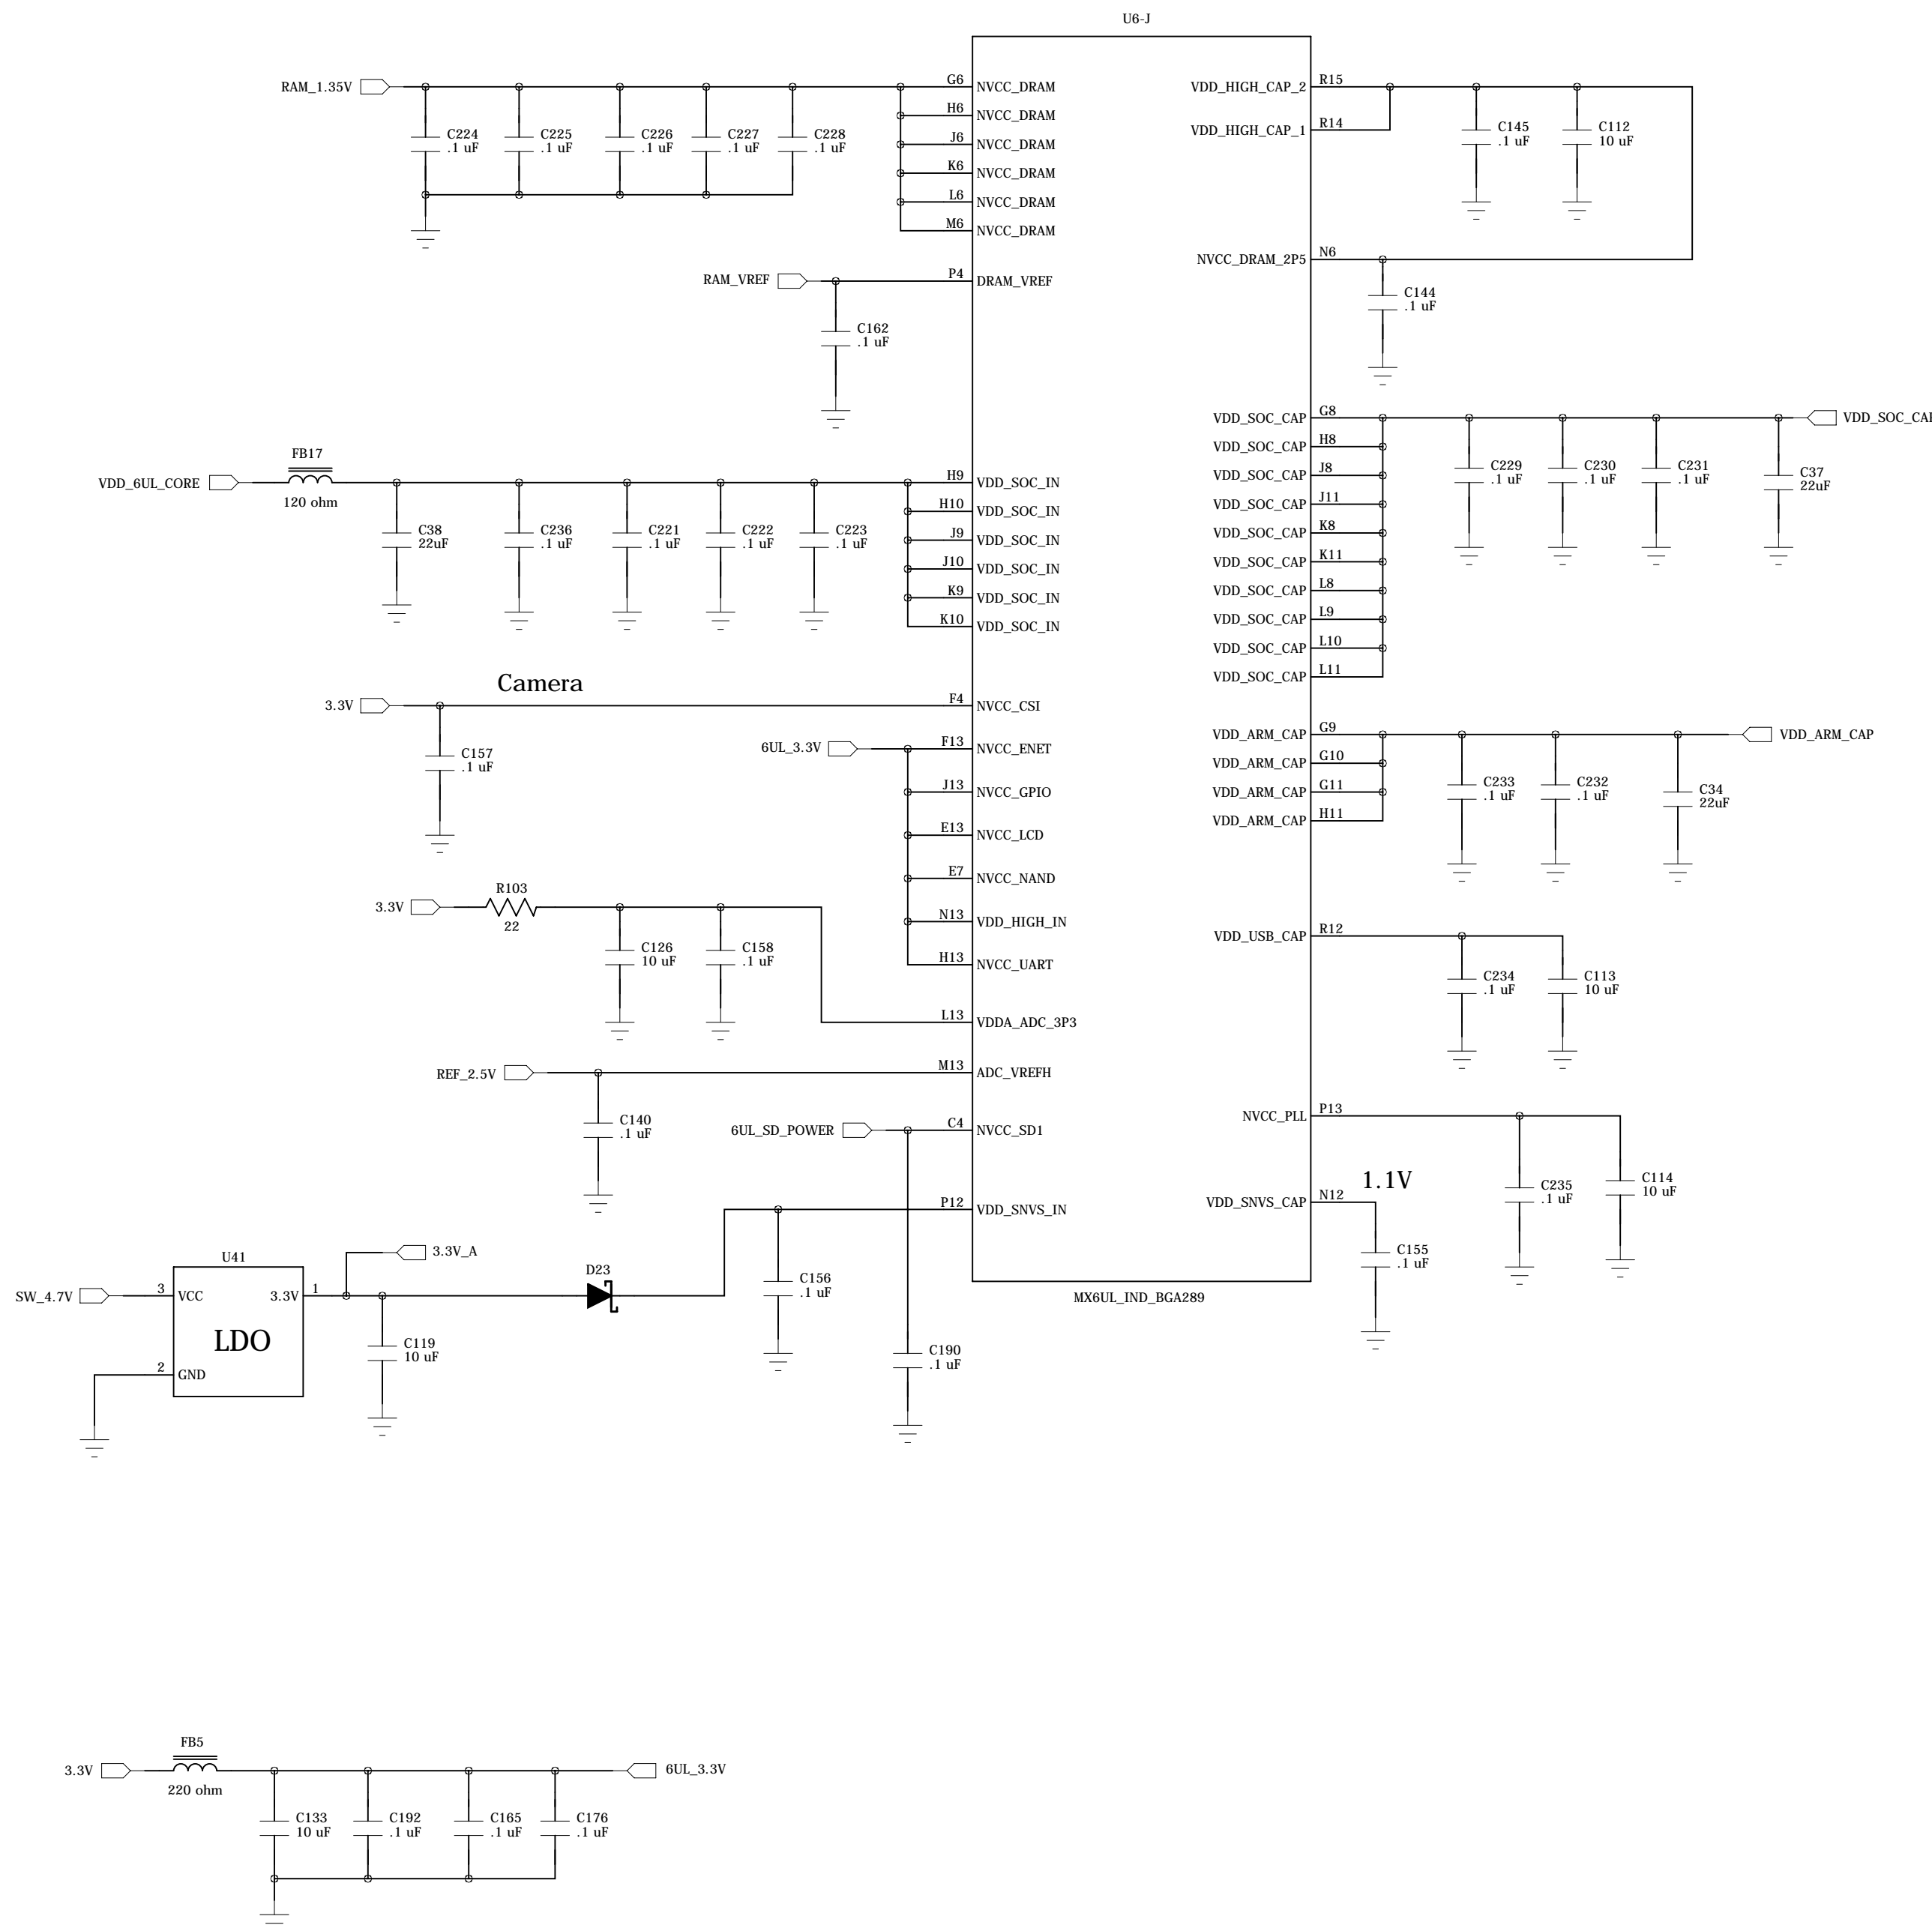 U6-J
RAM_1.35V
C224
.1 uF
C225
.1 uF
C226
.1 uF
C227
.1 uF
C228
.1 uF
G6 NVCC_DRAM
H6 NVCC_DRAM
J6 NVCC_DRAM
K6 NVCC_DRAM
L6 NVCC_DRAM
M6 NVCC_DRAM
RAM_VREF
P4 DRAM_VREF
C162
.1 uF
VDD_6UL_CORE
FB17
120 ohm
C38
22uF
C236
.1 uF
C221
.1 uF
C222
.1 uF
C223
.1 uF
H9 VDD_SOC_IN
H10 VDD_SOC_IN
J9 VDD_SOC_IN
J10 VDD_SOC_IN
K9 VDD_SOC_IN
K10 VDD_SOC_IN
Camera
3.3V
F4 NVCC_CSI
C157
.1 uF
6UL_3.3V
F13 NVCC_ENET
J13 NVCC_GPIO
E13 NVCC_LCD
E7 NVCC_NAND
N13 VDD_HIGH_IN
H13 NVCC_UART
3.3V
R103
22
C126
10 uF
C158
.1 uF
L13 VDDA_ADC_3P3
REF_2.5V
M13 ADC_VREFH
C140
.1 uF
6UL_SD_POWER
C4 NVCC_SD1
P12 VDD_SNVS_IN
3.3V_A
U41
SW_4.7V
3 VCC
3.3V 1
LDO
2 GND
C119
10 uF
D23
C156
.1 uF
C190
.1 uF
MX6UL_IND_BGA289
VDD_HIGH_CAP_2 R15
VDD_HIGH_CAP_1 R14
C145
.1 uF
C112
10 uF
NVCC_DRAM_2P5 N6
C144
.1 uF
VDD_SOC_CAP G8
VDD_SOC_CAP H8
VDD_SOC_CAP J8
VDD_SOC_CAP J11
VDD_SOC_CAP K8
VDD_SOC_CAP K11
VDD_SOC_CAP L8
VDD_SOC_CAP L9
VDD_SOC_CAP L10
VDD_SOC_CAP L11
C229
.1 uF
C230
.1 uF
C231
.1 uF
C37
22uF
VDD_ARM_CAP G9
VDD_ARM_CAP G10
VDD_ARM_CAP G11
VDD_ARM_CAP H11
C233
.1 uF
C232
.1 uF
C34
22uF
VDD_ARM_CAP
VDD_USB_CAP R12
C234
.1 uF
C113
10 uF
NVCC_PLL P13
C235
.1 uF
C114
10 uF
1.1V
VDD_SNVS_CAP N12
C155
.1 uF
3.3V
FB5
220 ohm
6UL_3.3V
C133
10 uF
C192
.1 uF
C165
.1 uF
C176
.1 uF